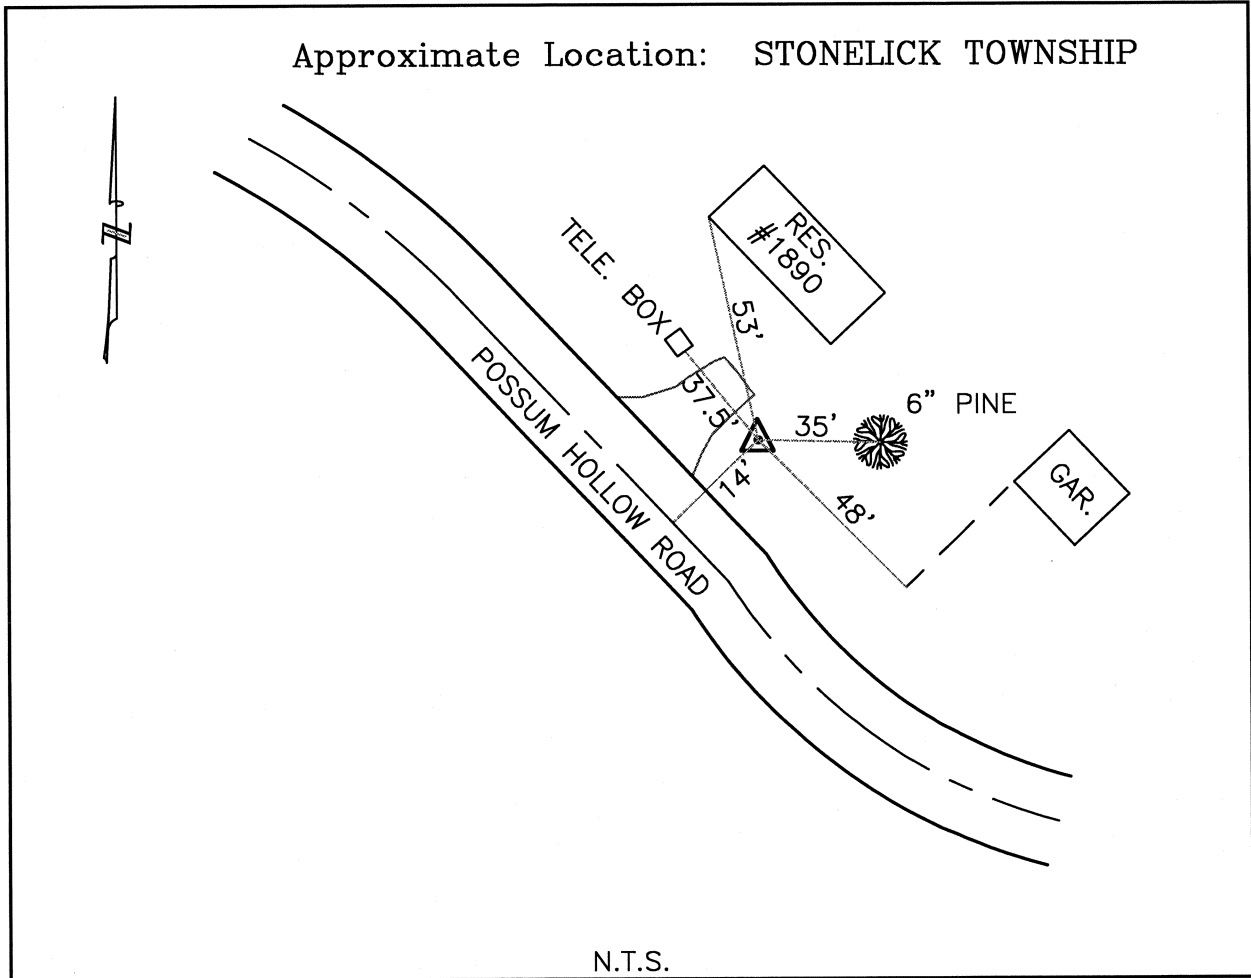 Approximate Location: STONELICK TOWNSHIP
N
RES.
#1890
TELE. BOX
53'
37.5'
6" PINE
35'
14'
48'
GAR.
POSSUM HOLLOW ROAD
N.T.S.